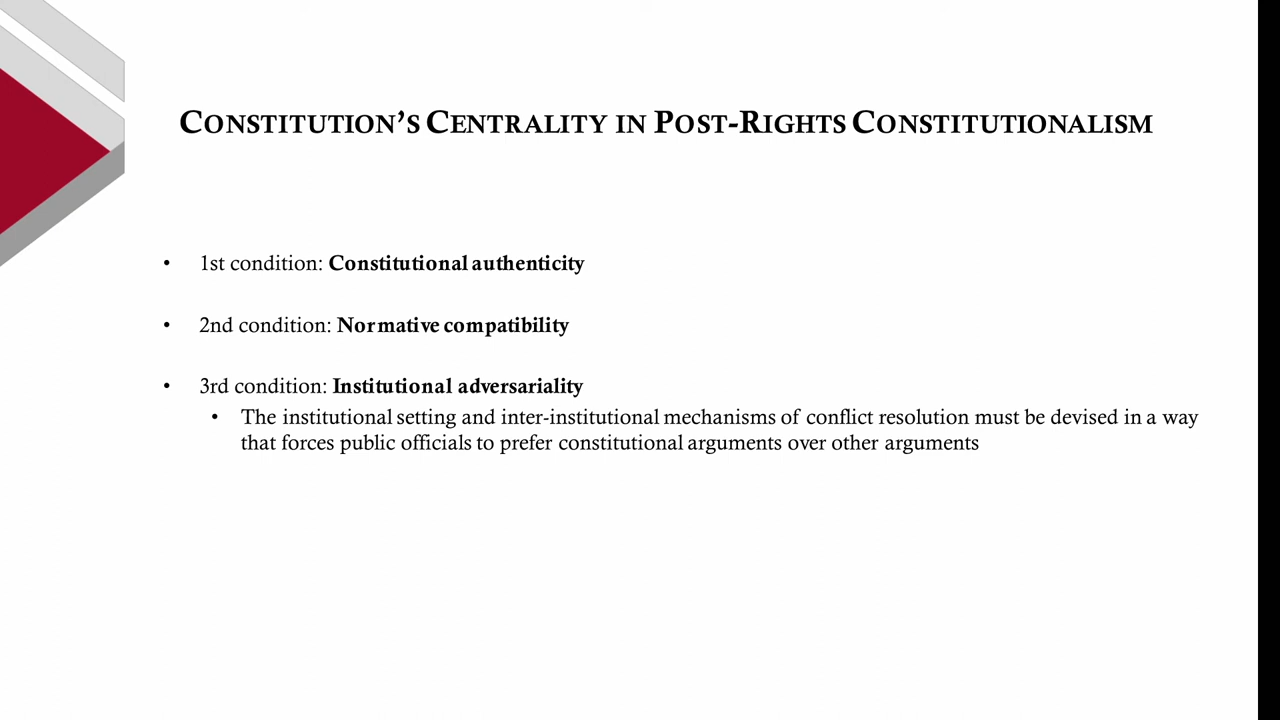 CONSTITUTION’S CENTRALITY IN POST-RIGHTS CONSTITUTIONALISM
• 1st condition: Constitutional authenticity
• 2nd condition: Normative compatibility
• 3rd condition: Institutional adversariality
• The institutional setting and inter-institutional mechanisms of conflict resolution must be devised in a way
that forces public officials to prefer constitutional arguments over other arguments